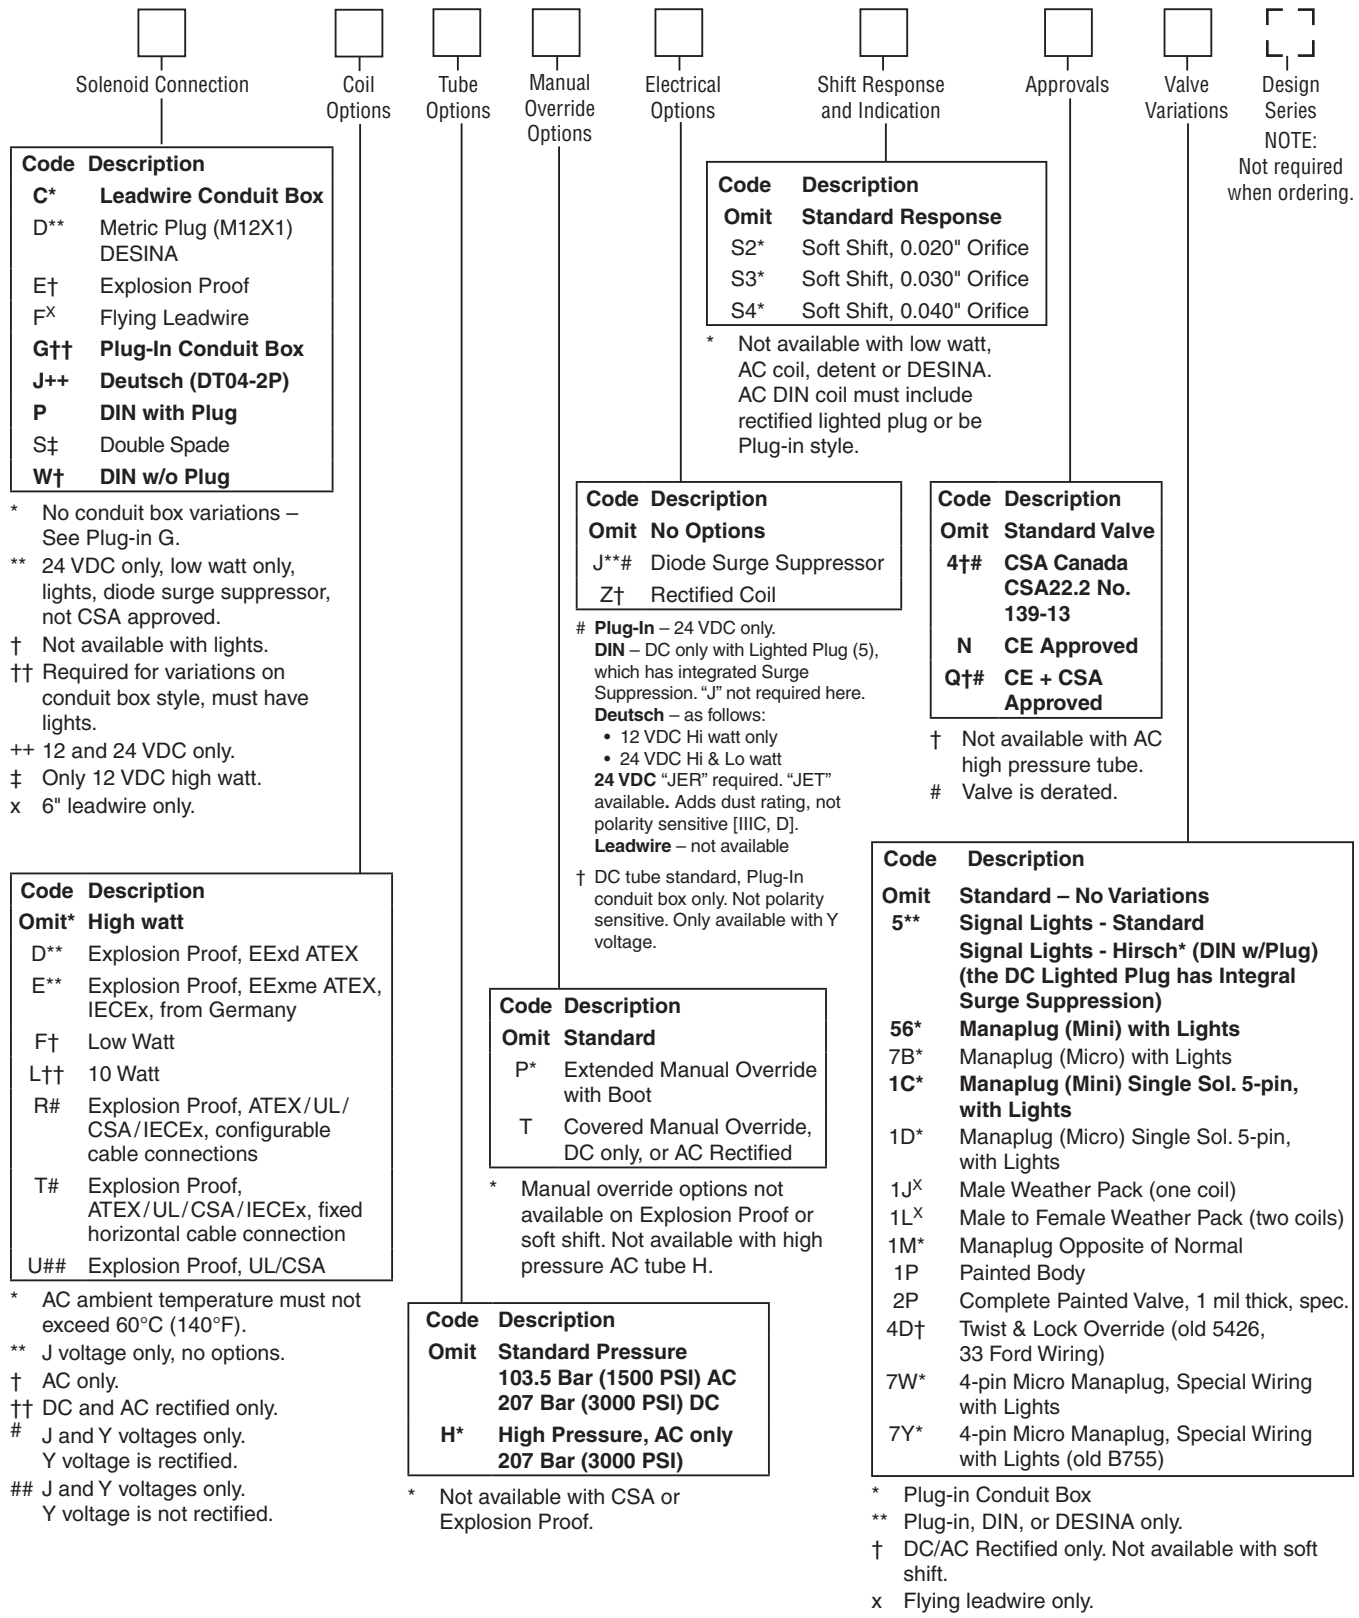 Solenoid Connection
Coil
Options
Tube
Options
Manual
Override
Options
Electrical
Options
Shift Response
and Indication
Approvals
Valve
Variations
Design
Series
NOTE:
Not required
when ordering.
Code Description
C* Leadwire Conduit Box
D** Metric Plug (M12X1)
DESINA
E† Explosion Proof
Fˣ Flying Leadwire
G†† Plug-In Conduit Box
J++ Deutsch (DT04-2P)
P DIN with Plug
S‡ Double Spade
W† DIN w/o Plug
* No conduit box variations –
See Plug-in G.
** 24 VDC only, low watt only,
lights, diode surge suppressor,
not CSA approved.
† Not available with lights.
†† Required for variations on
conduit box style, must have
lights.
++ 12 and 24 VDC only.
‡ Only 12 VDC high watt.
x 6" leadwire only.
Code Description
Omit Standard Response
S2* Soft Shift, 0.020" Orifice
S3* Soft Shift, 0.030" Orifice
S4* Soft Shift, 0.040" Orifice
* Not available with low watt,
AC coil, detent or DESINA.
AC DIN coil must include
rectified lighted plug or be
Plug-in style.
Code Description
Omit No Options
J**# Diode Surge Suppressor
Z† Rectified Coil
# Plug-In – 24 VDC only.
DIN – DC only with Lighted Plug (5),
which has integrated Surge
Suppression. “J” not required here.
Deutsch – as follows:
• 12 VDC Hi watt only
• 24 VDC Hi & Lo watt
24 VDC “JER” required. “JET”
available. Adds dust rating, not
polarity sensitive [IIIC, D].
Leadwire – not available
† DC tube standard, Plug-In
conduit box only. Not polarity
sensitive. Only available with Y
voltage.
Code Description
Omit Standard Valve
4†# CSA Canada
CSA22.2 No.
139-13
N CE Approved
Q†# CE + CSA
Approved
† Not available with AC
high pressure tube.
# Valve is derated.
Code Description
Omit* High watt
D** Explosion Proof, EExd ATEX
E** Explosion Proof, EExme ATEX,
IECEx, from Germany
F† Low Watt
L†† 10 Watt
R# Explosion Proof, ATEX/UL/
CSA/IECEx, configurable
cable connections
T# Explosion Proof,
ATEX/UL/CSA/IECEx, fixed
horizontal cable connection
U## Explosion Proof, UL/CSA
* AC ambient temperature must not
exceed 60°C (140°F).
** J voltage only, no options.
† AC only.
†† DC and AC rectified only.
# J and Y voltages only.
Y voltage is rectified.
## J and Y voltages only.
Y voltage is not rectified.
Code Description
Omit Standard
P* Extended Manual Override
with Boot
T Covered Manual Override,
DC only, or AC Rectified
* Manual override options not
available on Explosion Proof or
soft shift. Not available with high
pressure AC tube H.
Code Description
Omit Standard Pressure
103.5 Bar (1500 PSI) AC
207 Bar (3000 PSI) DC
H* High Pressure, AC only
207 Bar (3000 PSI)
* Not available with CSA or
Explosion Proof.
Code Description
Omit Standard – No Variations
5** Signal Lights - Standard
Signal Lights - Hirsch* (DIN w/Plug)
(the DC Lighted Plug has Integral
Surge Suppression)
56* Manaplug (Mini) with Lights
7B* Manaplug (Micro) with Lights
1C* Manaplug (Mini) Single Sol. 5-pin,
with Lights
1D* Manaplug (Micro) Single Sol. 5-pin,
with Lights
1Jˣ Male Weather Pack (one coil)
1Lˣ Male to Female Weather Pack (two coils)
1M* Manaplug Opposite of Normal
1P Painted Body
2P Complete Painted Valve, 1 mil thick, spec.
4D† Twist & Lock Override (old 5426,
33 Ford Wiring)
7W* 4-pin Micro Manaplug, Special Wiring
with Lights
7Y* 4-pin Micro Manaplug, Special Wiring
with Lights (old B755)
* Plug-in Conduit Box
** Plug-in, DIN, or DESINA only.
† DC/AC Rectified only. Not available with soft
shift.
x Flying leadwire only.